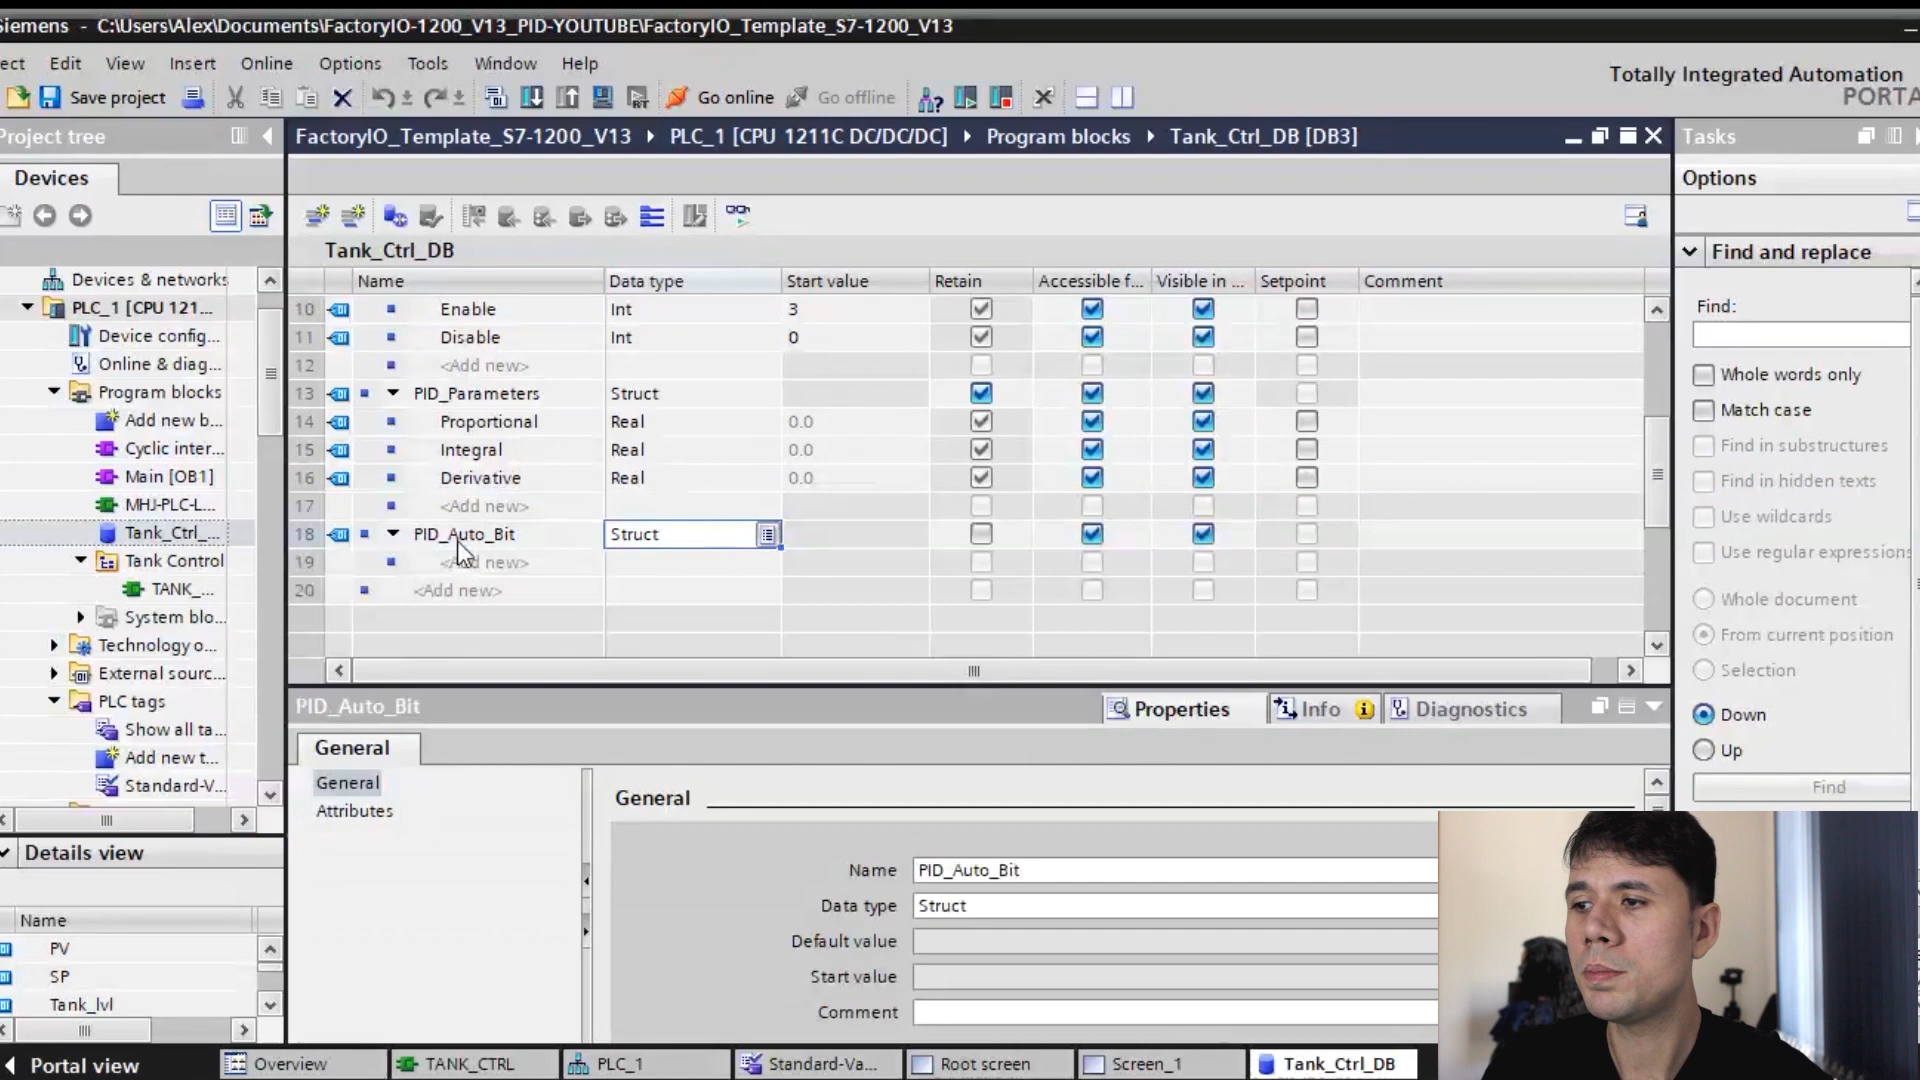 Siemens - C:\Users\Alex\Documents\FactoryIO-1200_V13_PID-YOUTUBE\FactoryIO_Template_S7-1200_V13
ect Edit View Insert Online Options Tools Window Help
Totally Integrated Automation
PORTA
Save project Go online Go offline
Project tree
FactoryIO_Template_S7-1200_V13 PLC_1 [CPU 1211C DC/DC/DC] Program blocks Tank_Ctrl_DB [DB3]
Tasks
Devices
Options
Tank_Ctrl_DB
Find and replace
Name Data type Start value Retain Accessible f... Visible in ... Setpoint Comment
10 Enable Int 3
11 Disable Int 0
12 <Add new>
13 PID_Parameters Struct
14 Proportional Real 0.0
15 Integral Real 0.0
16 Derivative Real 0.0
17 <Add new>
18 PID_Auto_Bit Struct
19 <Add new>
20 <Add new>
Devices & networks
PLC_1 [CPU 121...
Device config...
Online & diag...
Program blocks
Add new b...
Cyclic inter...
Main [OB1]
MHJ-PLC-L...
Tank_Ctrl_...
Tank Control
TANK_...
System blo...
Technology o...
External sourc...
PLC tags
Show all ta...
Add new t...
Standard-V...
Find:
Whole words only
Match case
Find in substructures
Find in hidden texts
Use wildcards
Use regular expressions
Whole document
From current position
Selection
Down
Up
Find
PID_Auto_Bit
Properties Info Diagnostics
General
General
Attributes
General
Name PID_Auto_Bit
Data type Struct
Default value
Start value
Comment
Details view
Name
PV
SP
Tank_lvl
Portal view Overview TANK_CTRL PLC_1 Standard-Va... Root screen Screen_1 Tank_Ctrl_DB